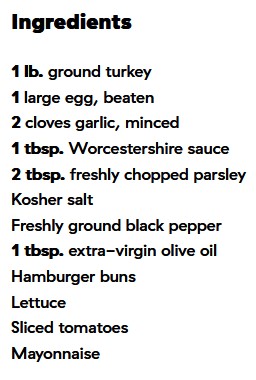 Ingredients
1 lb. ground turkey
1 large egg, beaten
2 cloves garlic, minced
1 tbsp. Worcestershire sauce
2 tbsp. freshly chopped parsley
Kosher salt
Freshly ground black pepper
1 tbsp. extra-virgin olive oil
Hamburger buns
Lettuce
Sliced tomatoes
Mayonnaise